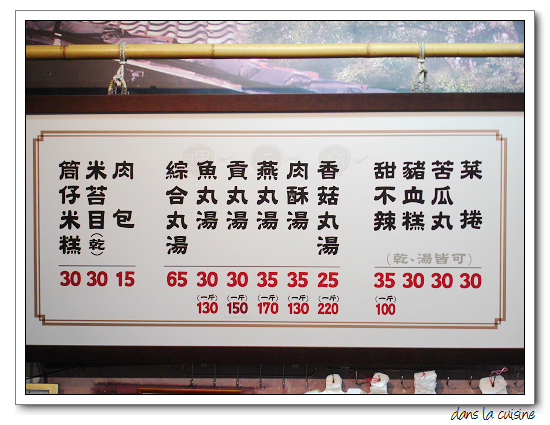 菜捲 30
苦瓜丸 30
豬血糕 30
甜不辣 35 (一斤) 100
(乾、湯皆可)
香菇丸湯 25 (一斤) 220
肉酥湯 35 (一斤) 130
燕丸湯 35 (一斤) 170
貢丸湯 30 (一斤) 150
魚丸湯 30 (一斤) 130
綜合丸湯 65
肉包 15
米苔目(乾) 30
筒仔米糕 30
dans la cuisine